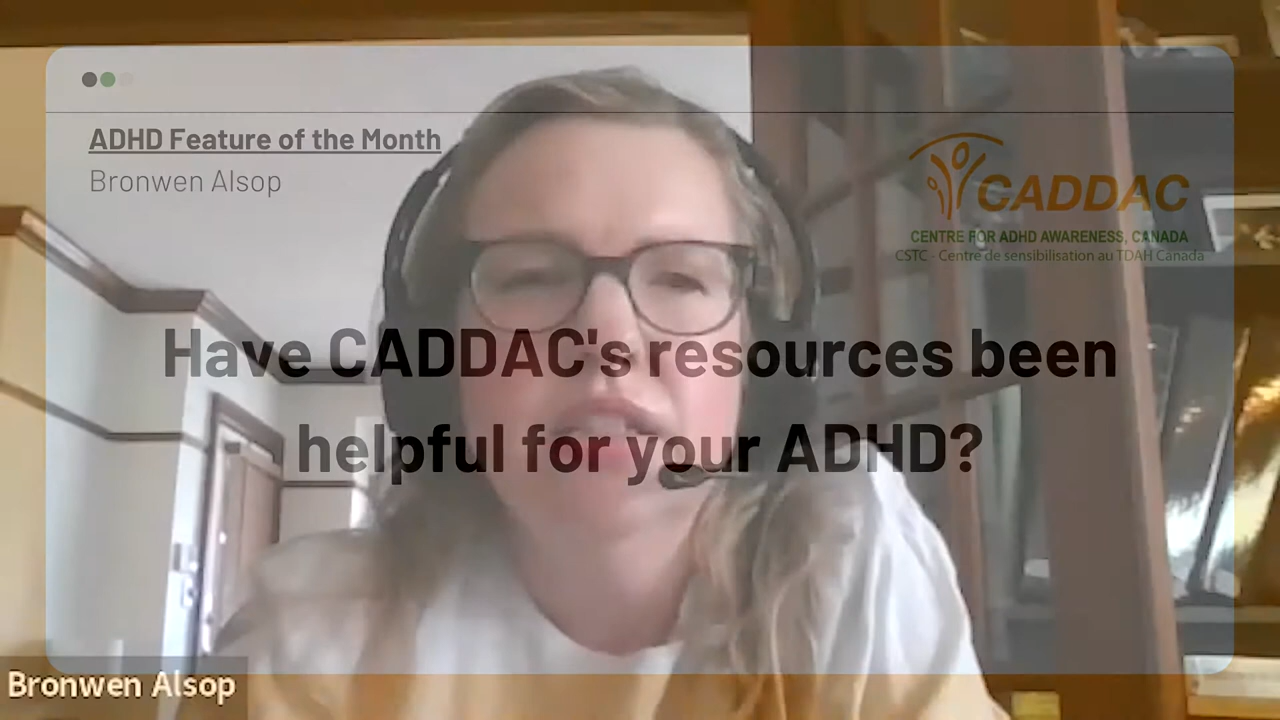 ADHD Feature of the Month
Bronwen Alsop
CADDAC
CENTRE FOR ADHD AWARENESS, CANADA
CSTC - Centre de sensibilisation au TDAH Canada
Have CADDAC's resources been
helpful for your ADHD?
Bronwen Alsop